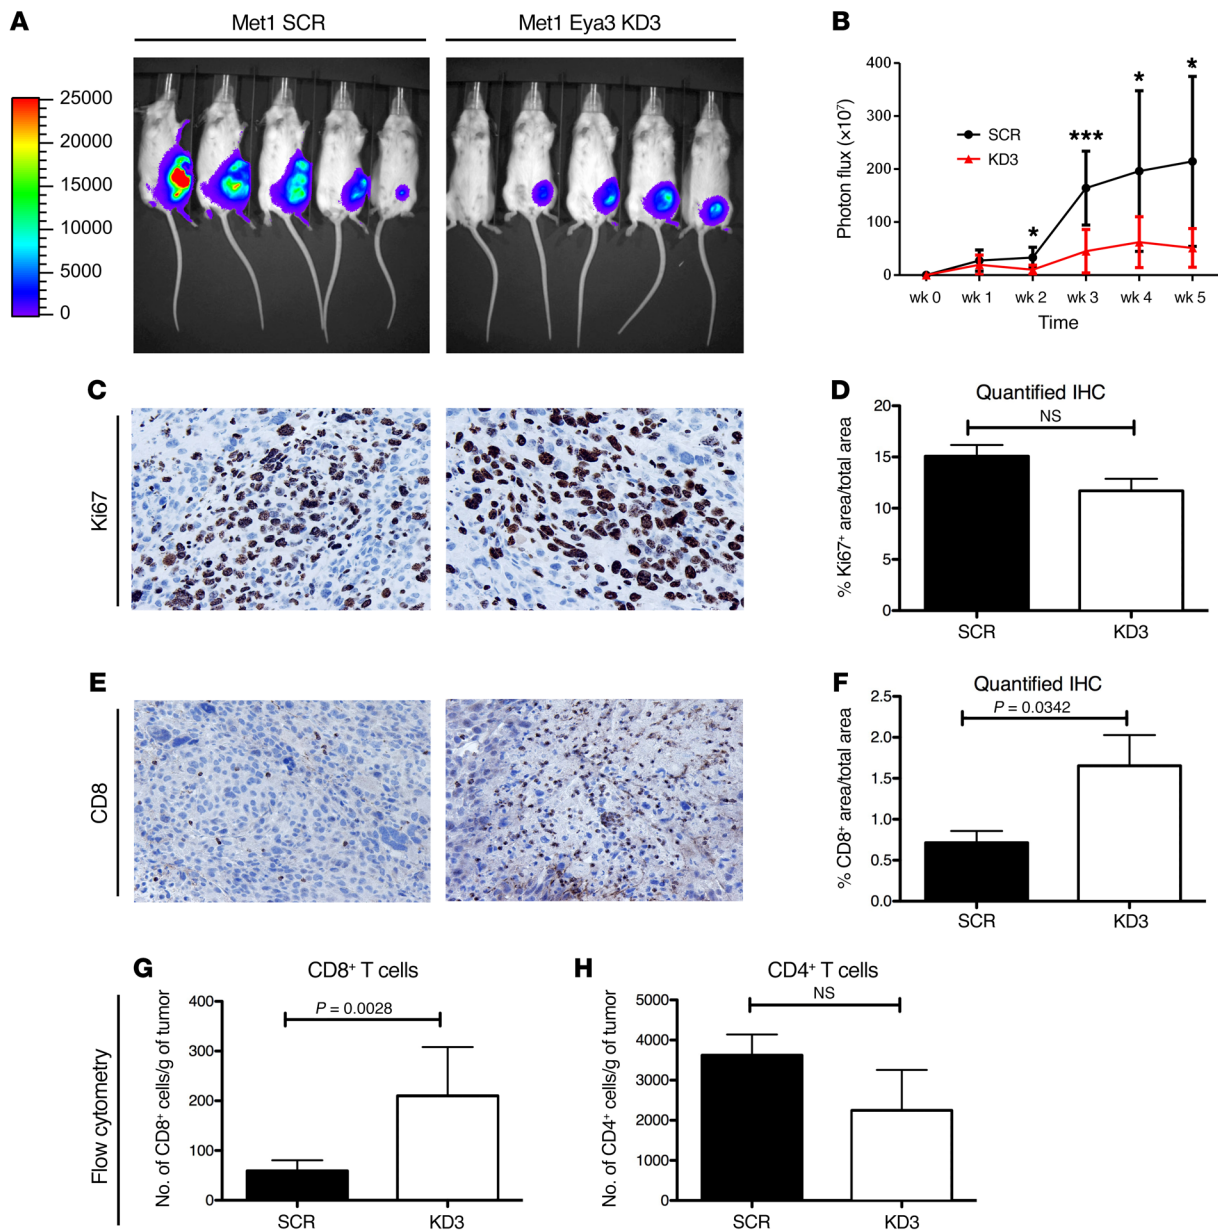 A
Met1 SCR
Met1 Eya3 KD3
25000
20000
15000
10000
5000
0
B
Photon flux (×10⁷)
400
300
200
100
0
SCR
KD3
*
***
*
*
wk 0 wk 1 wk 2 wk 3 wk 4 wk 5
Time
C
Ki67
D
Quantified IHC
NS
% Ki67⁺ area/total area
20
15
10
5
0
SCR KD3
E
CD8
F
Quantified IHC
P = 0.0342
% CD8⁺ area/total area
2.5
2.0
1.5
1.0
0.5
0.0
SCR KD3
Flow cytometry
G
CD8⁺ T cells
P = 0.0028
No. of CD8⁺ cells/g of tumor
400
300
200
100
0
SCR KD3
H
CD4⁺ T cells
NS
No. of CD4⁺ cells/g of tumor
5000
4000
3000
2000
1000
0
SCR KD3